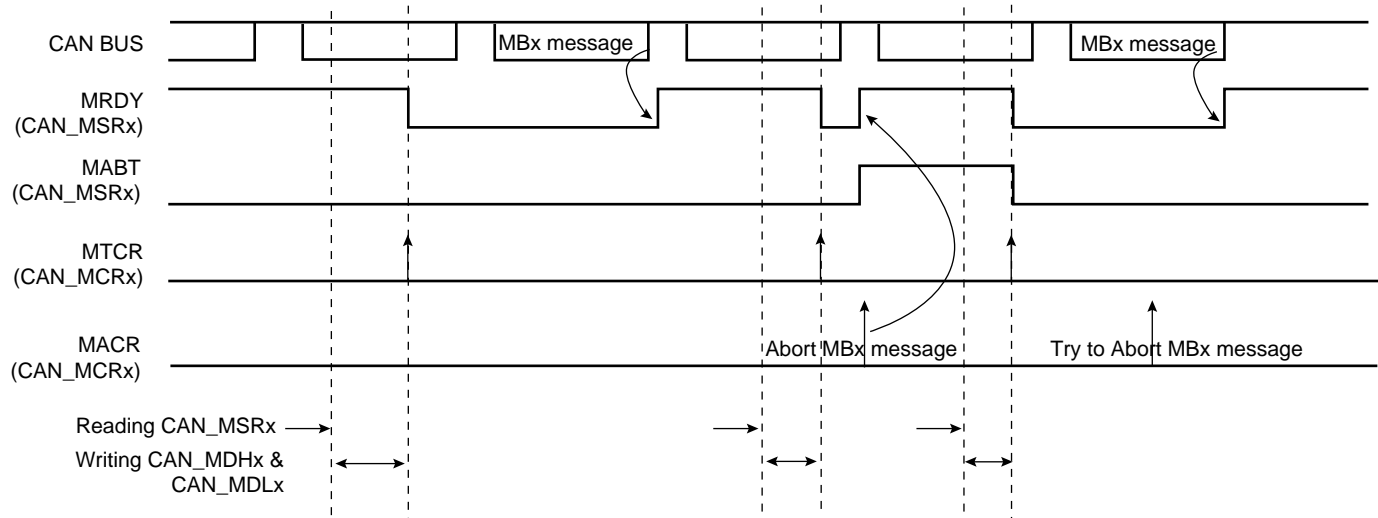 CAN BUS
MBx message
MBx message
MRDY
(CAN_MSRx)
MABT
(CAN_MSRx)
MTCR
(CAN_MCRx)
MACR
(CAN_MCRx)
Abort MBx message
Try to Abort MBx message
Reading CAN_MSRx
Writing CAN_MDHx &
CAN_MDLx